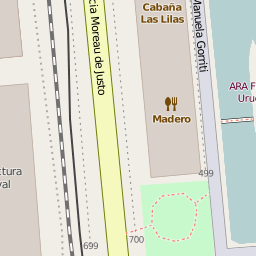 Cabaña
Las Lilas
Manuela Gorriti
cia Moreau de Justo
ARA F
Uru
Madero
499
ctura
val
699
700